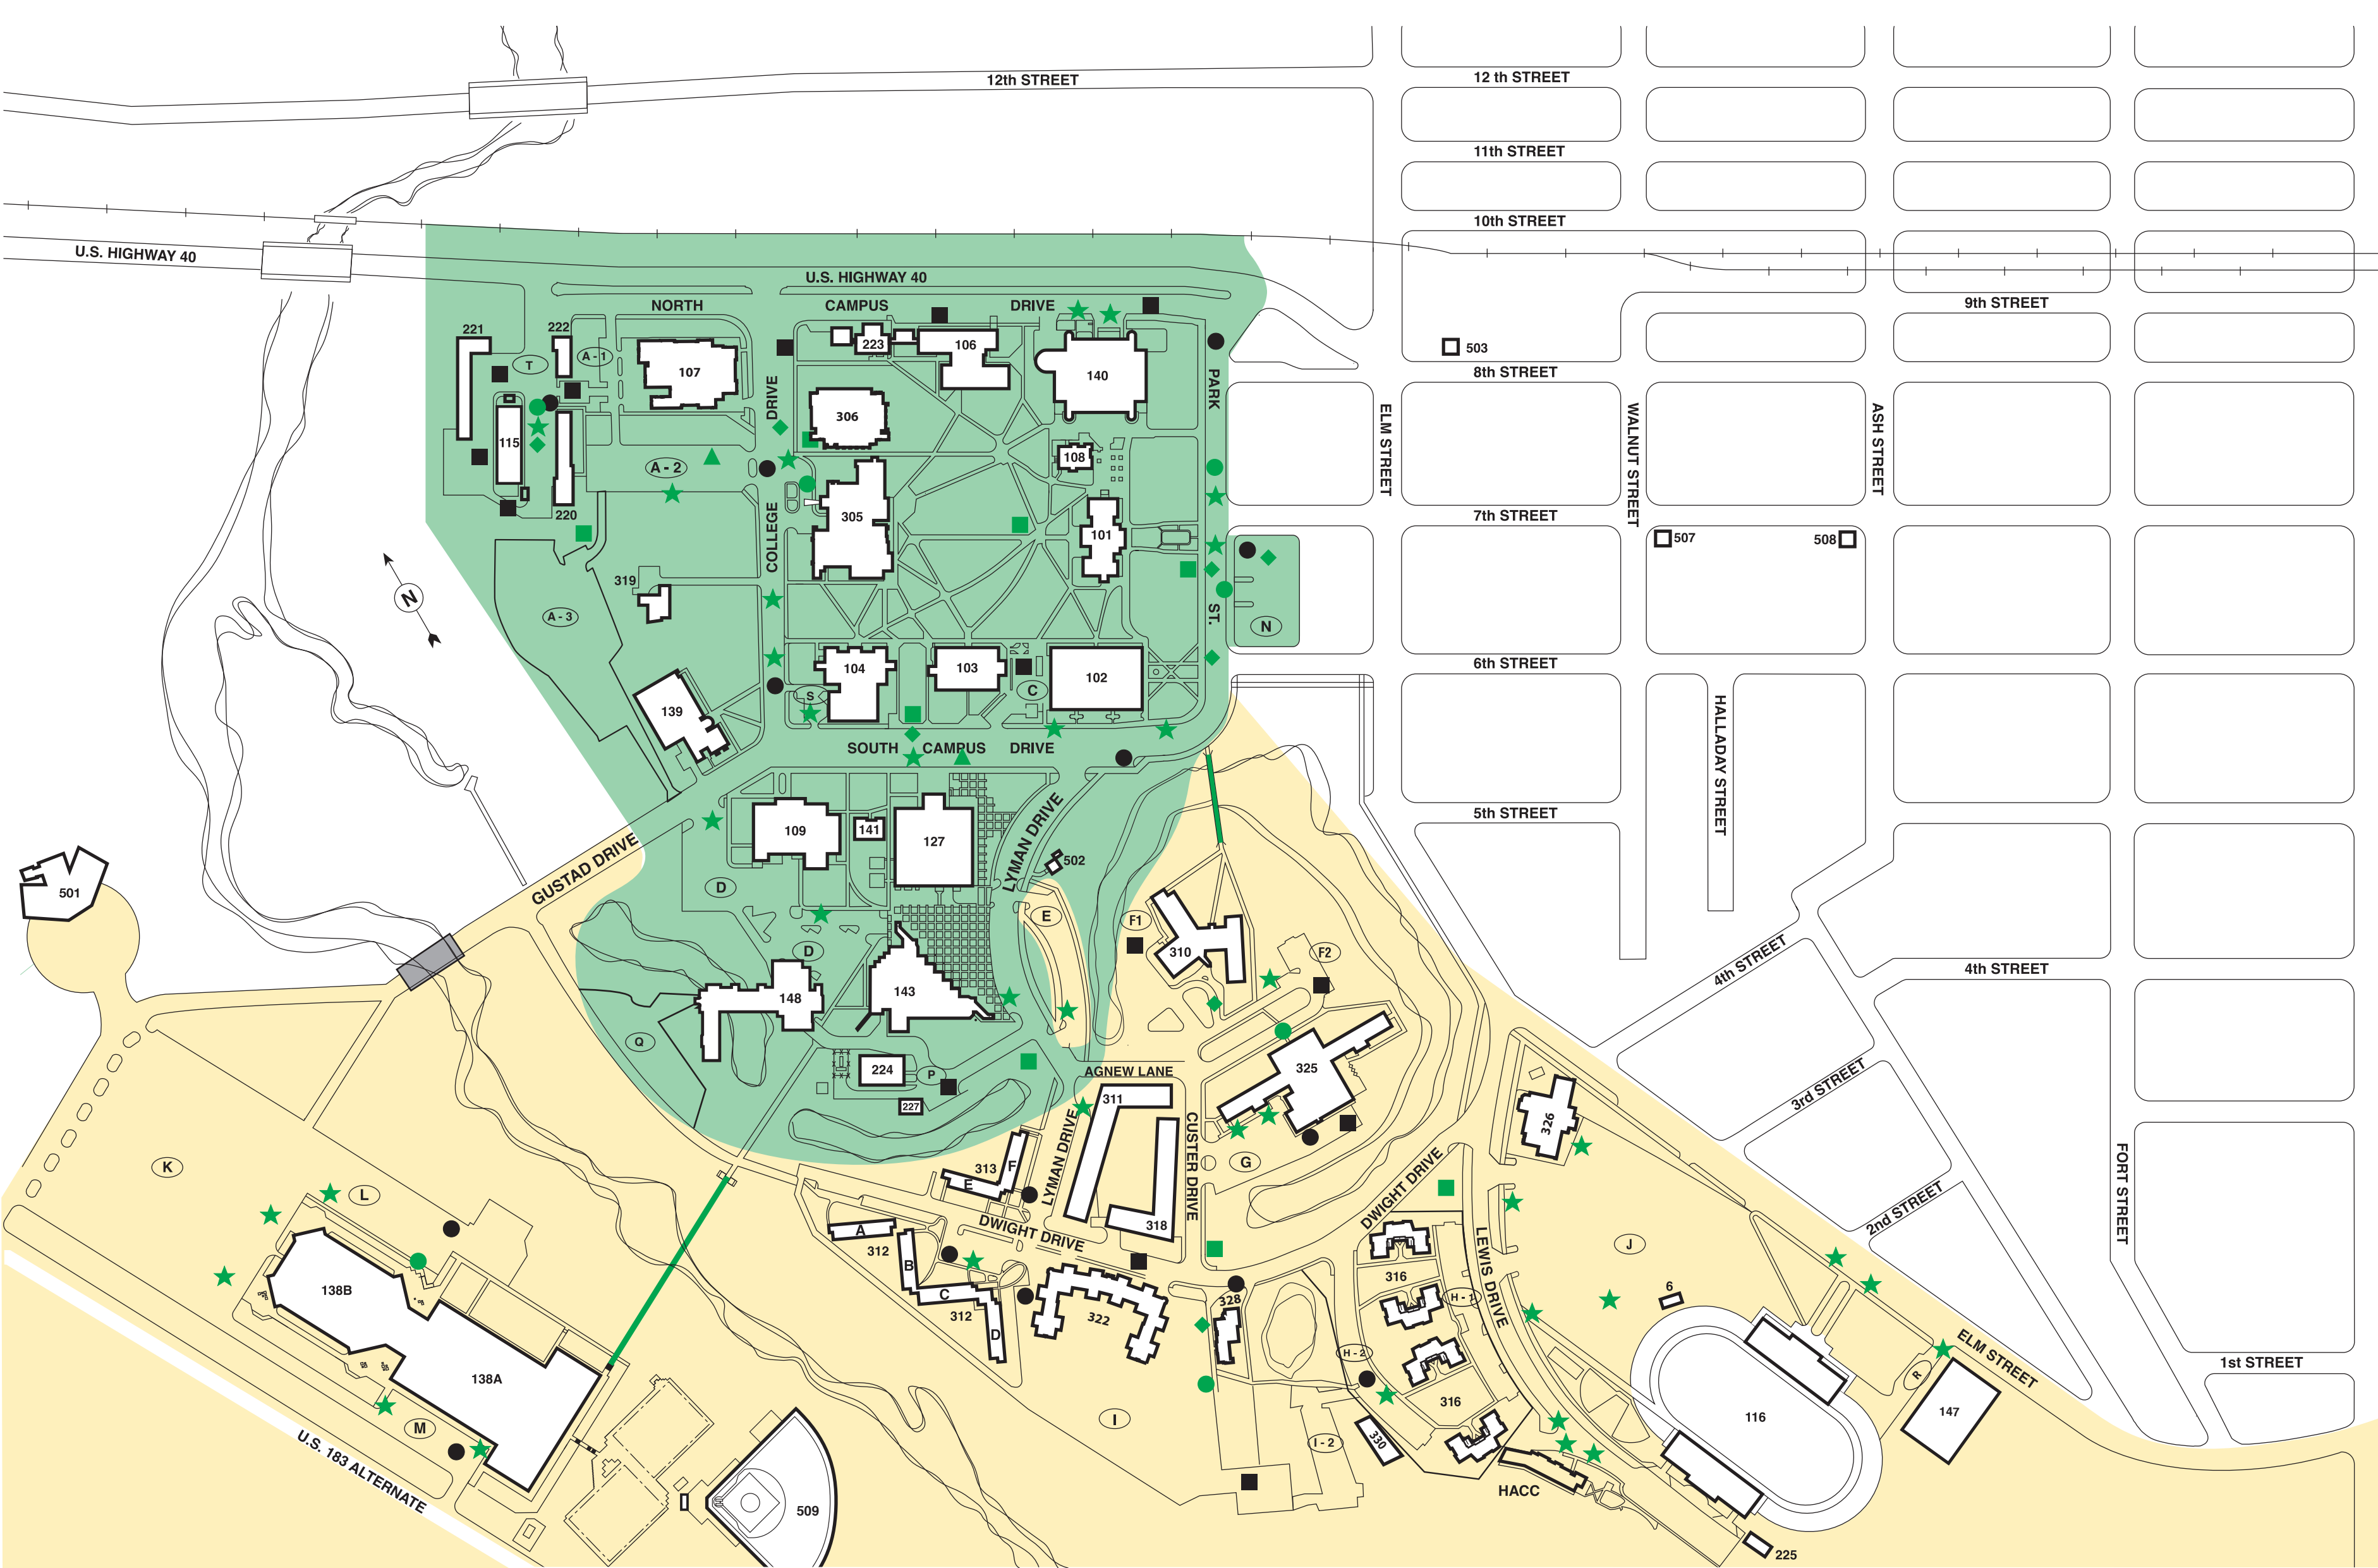 12th STREET
12 th STREET
11th STREET
10th STREET
U.S. HIGHWAY 40
U.S. HIGHWAY 40
NORTH CAMPUS DRIVE
9th STREET
221
222
T
A - 1
107
223
106
140
PARK ST.
503
8th STREET
306
115
A - 2
COLLEGE DRIVE
108
ELM STREET
WALNUT STREET
ASH STREET
220
305
101
7th STREET
507
508
319
N
A - 3
N
104
103
102
6th STREET
S
C
139
HALLADAY STREET
SOUTH CAMPUS DRIVE
109
141
127
LYMAN DRIVE
502
5th STREET
GUSTAD DRIVE
501
D
E
F1
F2
310
D
4th STREET
4th STREET
148
143
Q
224
P
227
AGNEW LANE
325
311
3rd STREET
326
FORT STREET
K
L
313
F
E
LYMAN DRIVE
CUSTER DRIVE
G
DWIGHT DRIVE
2nd STREET
A
312
B
DWIGHT DRIVE
318
LEWIS DRIVE
J
138B
C
312
D
322
328
316
H - 1
6
H - 2
ELM STREET
1st STREET
138A
316
R
M
I
I - 2
330
116
147
U.S. 183 ALTERNATE
509
HACC
225